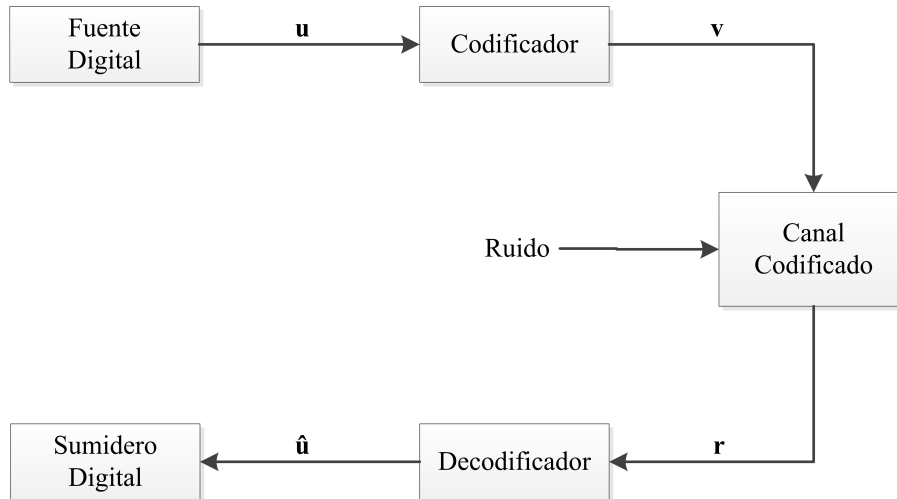 Fuente
Digital
u
Codificador
v
Ruido
Canal
Codificado
Sumidero
Digital
û
Decodificador
r